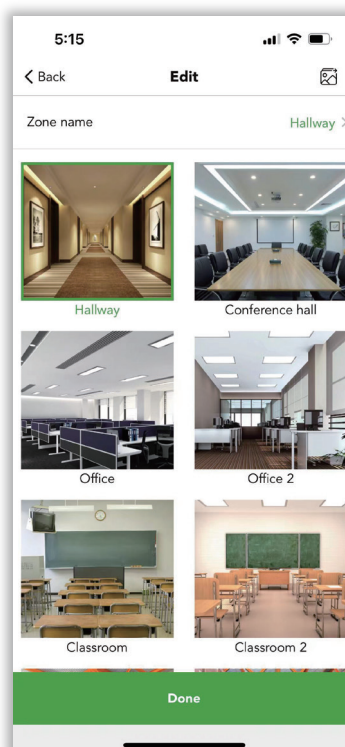 5:15
Back
Edit
Zone name
Hallway
Hallway
Conference hall
Office
Office 2
Classroom
Classroom 2
Done